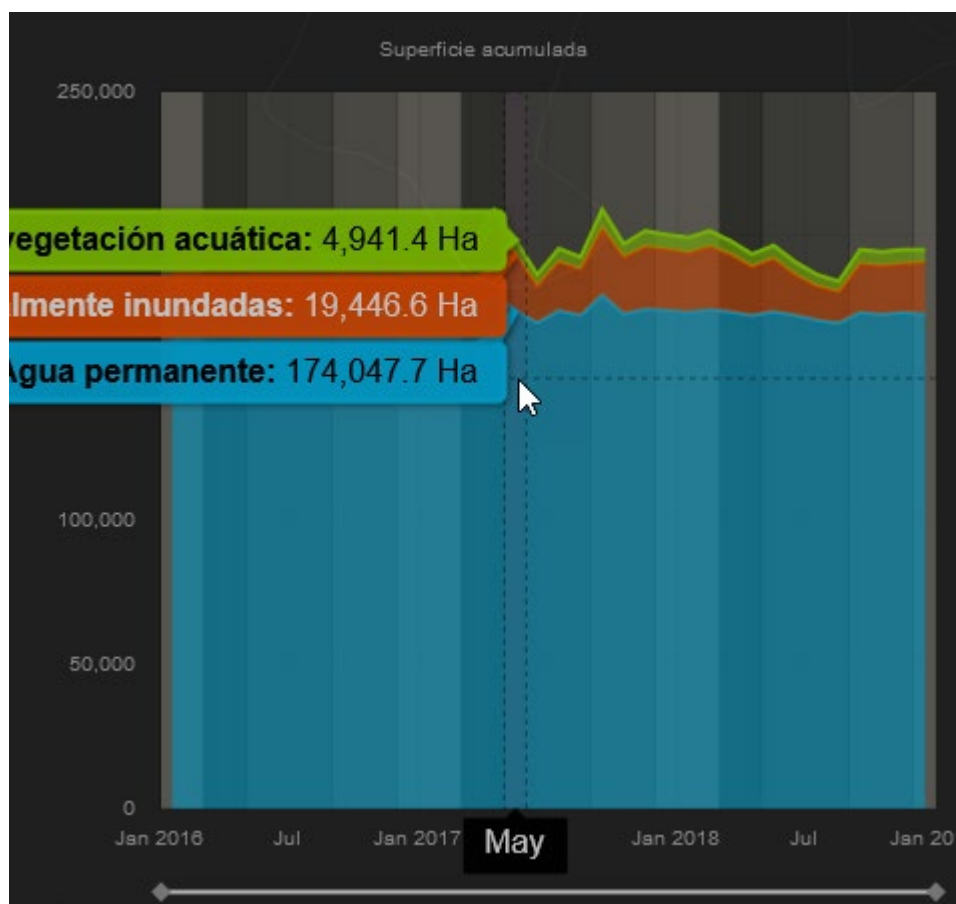 Superficie acumulada
250,000
vegetación acuática: 4,941.4 Ha
lmente inundadas: 19,446.6 Ha
Agua permanente: 174,047.7 Ha
100,000
50,000
0
Jan 2016 Jul Jan 2017 May Jan 2018 Jul Jan 20